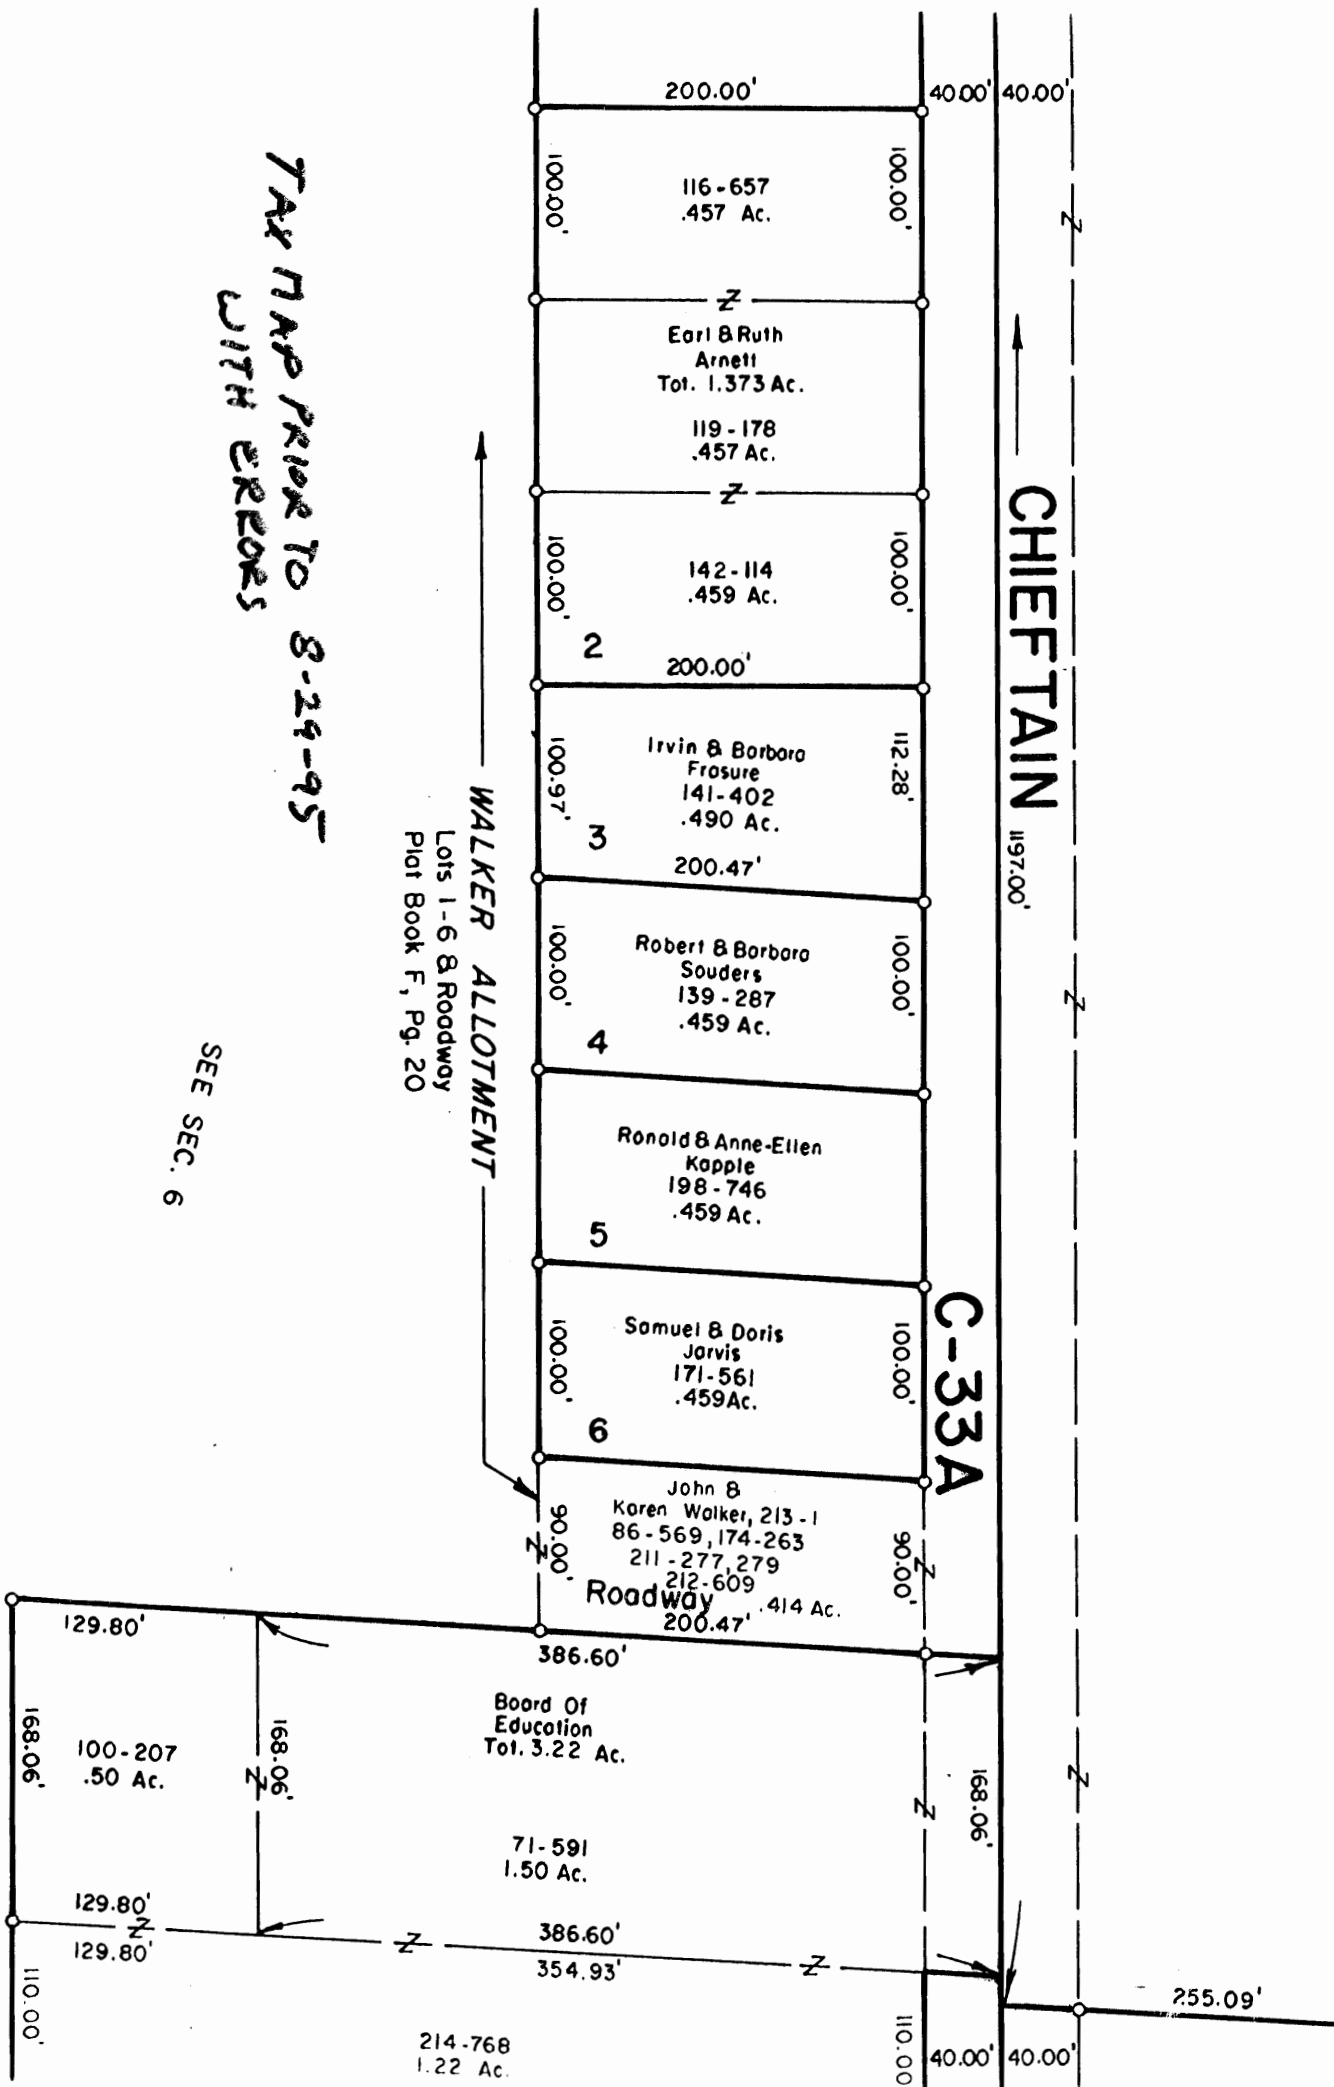 200.00'
40.00' 40.00'
100.00'
116-657
.457 Ac.
100.00'
Z
Z
Earl & Ruth
Arnett
Tot. 1.373 Ac.
119-178
.457 Ac.
Z
CHIEFTAIN
1197.00'
100.00'
142-114
.459 Ac.
100.00'
2
200.00'
TAX MAP PRIOR TO 8-29-95
WITH ERRORS
100.97'
Irvin & Barbara
Frasure
141-402
.490 Ac.
112.28'
3
200.47'
WALKER ALLOTMENT
Lots 1-6 & Roadway
Plat Book F, Pg. 20
100.00'
Robert & Barbara
Souders
139-287
.459 Ac.
100.00'
Z
4
SEE SEC. 6
Ronald & Anne-Ellen
Kapple
198-746
.459 Ac.
5
C-33A
100.00'
Samuel & Doris
Jarvis
171-561
.459 Ac.
100.00'
6
90.00'
Z
John &
Karen Walker, 213-1
86-569, 174-263
211-277, 279
212-609
Roadway .414 Ac.
200.47'
90.00'
Z
129.80'
386.60'
168.06'
100-207
.50 Ac.
168.06'
Z
Board Of
Education
Tot. 3.22 Ac.
71-591
1.50 Ac.
Z
168.06'
Z
129.80'
Z
129.80'
Z
386.60'
354.93'
Z
255.09'
110.00'
214-768
1.22 Ac.
110.00
40.00' 40.00'